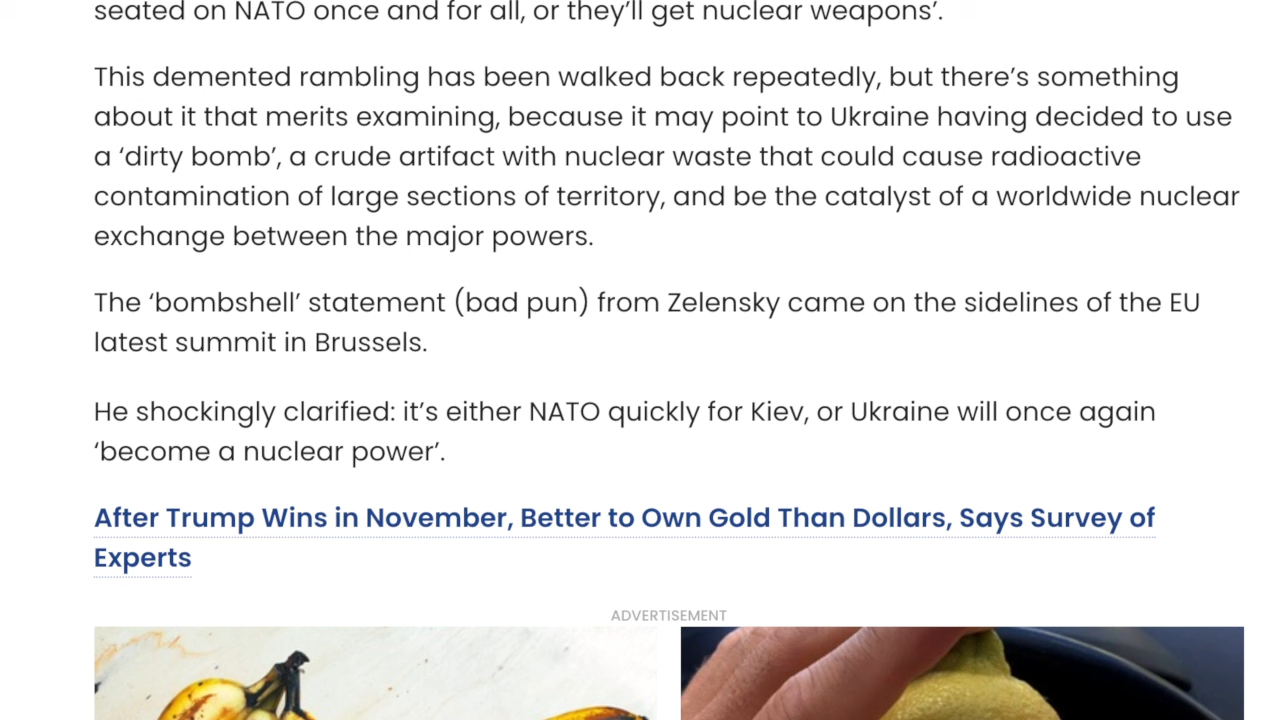 seated on NATO once and for all, or they’ll get nuclear weapons’.
This demented rambling has been walked back repeatedly, but there’s something
about it that merits examining, because it may point to Ukraine having decided to use
a ‘dirty bomb’, a crude artifact with nuclear waste that could cause radioactive
contamination of large sections of territory, and be the catalyst of a worldwide nuclear
exchange between the major powers.
The ‘bombshell’ statement (bad pun) from Zelensky came on the sidelines of the EU
latest summit in Brussels.
He shockingly clarified: it’s either NATO quickly for Kiev, or Ukraine will once again
‘become a nuclear power’.
After Trump Wins in November, Better to Own Gold Than Dollars, Says Survey of
Experts
ADVERTISEMENT